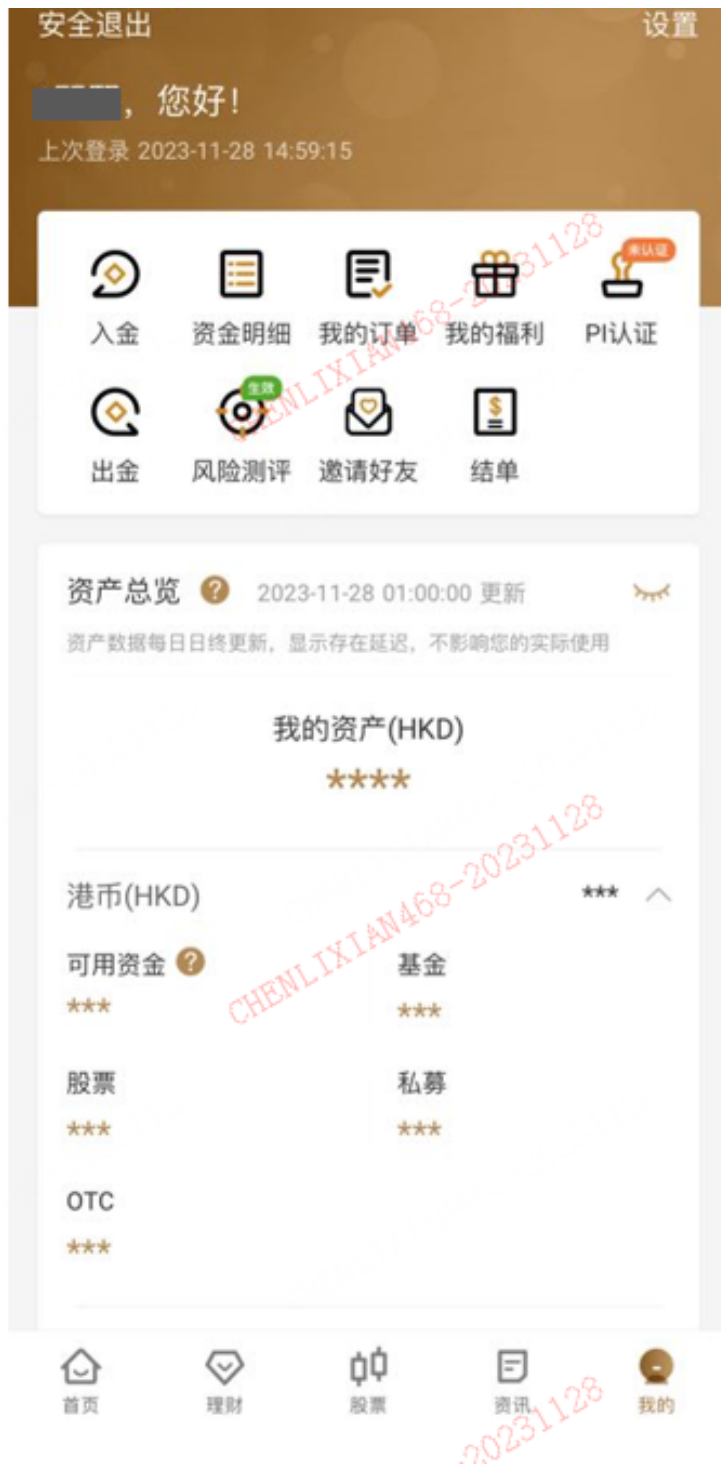 安全退出 设置
，您好！
上次登录 2023-11-28 14:59:15
未认证
入金 资金明细 我的订单 我的福利 PI认证
生效
出金 风险测评 邀请好友 结单
CHENLIXIAN468-20231128
资产总览 ? 2023-11-28 01:00:00 更新
资产数据每日日终更新，显示存在延迟，不影响您的实际使用
我的资产(HKD)
****
港币(HKD) ***
可用资金 ? 基金
*** ***
CHENLIXIAN468-20231128
股票 私募
*** ***
OTC
***
首页 理财 股票 资讯 我的
20231128